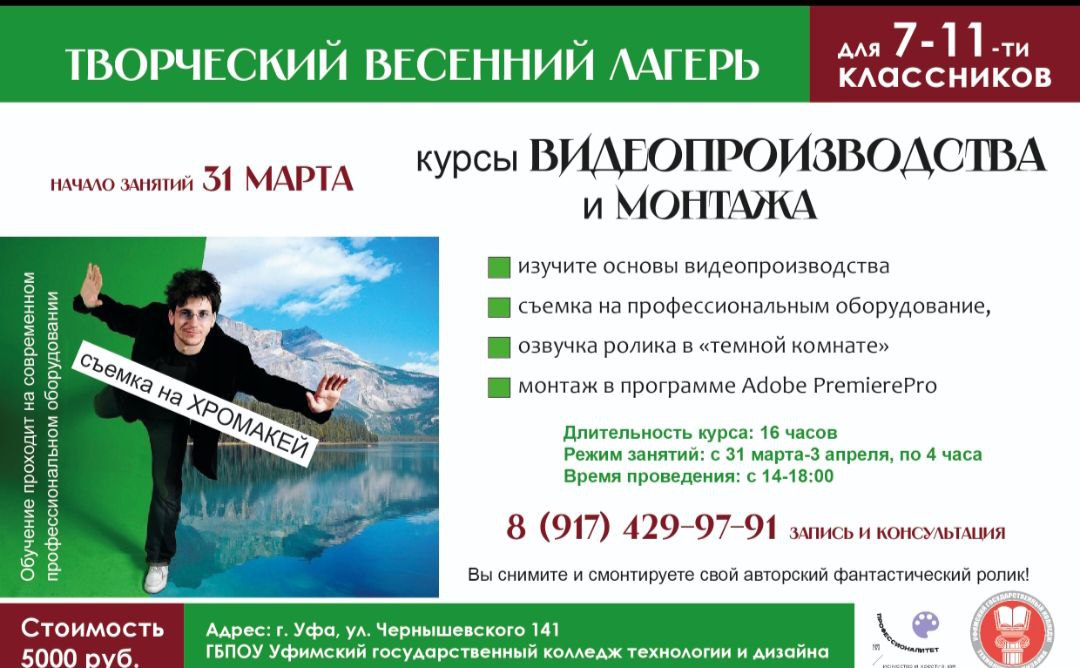 ТВОРЧЕСКИЙ ВЕСЕННИЙ ЛАГЕРЬ
для 7-11-ти
классников
НАЧАЛО ЗАНЯТИЙ 31 МАРТА
курсы ВИДЕОПРОИЗВОДСТВА
и МОНТАЖА
Обучение проходит на современном
профессиональном оборудовании
съемка на ХРОМАКЕЙ
изучите основы видеопроизводства
съемка на профессиональным оборудование,
озвучка ролика в «темной комнате»
монтаж в программе Adobe PremierePro
Длительность курса: 16 часов
Режим занятий: с 31 марта-3 апреля, по 4 часа
Время проведения: с 14-18:00
8 (917) 429-97-91 ЗАПИСЬ И КОНСУЛЬТАЦИЯ
Вы снимите и смонтируете свой авторский фантастический ролик!
Стоимость
5000 руб.
Адрес: г. Уфа, ул. Чернышевского 141
ГБПОУ Уфимский государственный колледж технологии и дизайна
ПРОФЕССИОНАЛИТЕТ